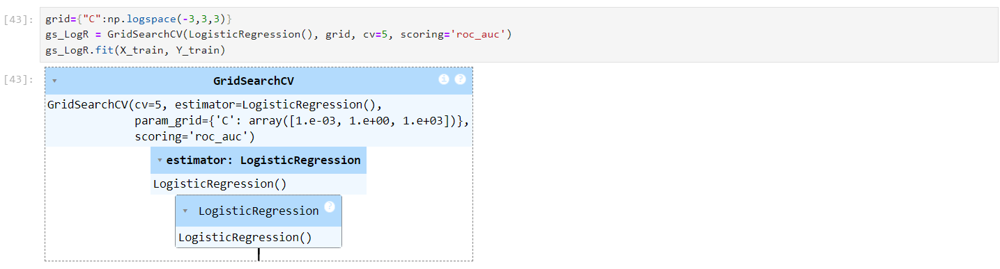 [43]: grid={"C":np.logspace(-3,3,3)}
gs_LogR = GridSearchCV(LogisticRegression(), grid, cv=5, scoring='roc_auc')
gs_LogR.fit(X_train, Y_train)
[43]: ▾ GridSearchCV i ?
GridSearchCV(cv=5, estimator=LogisticRegression(),
param_grid={'C': array([1.e-03, 1.e+00, 1.e+03])},
scoring='roc_auc')
▾ estimator: LogisticRegression
LogisticRegression()
▾ LogisticRegression ?
LogisticRegression()